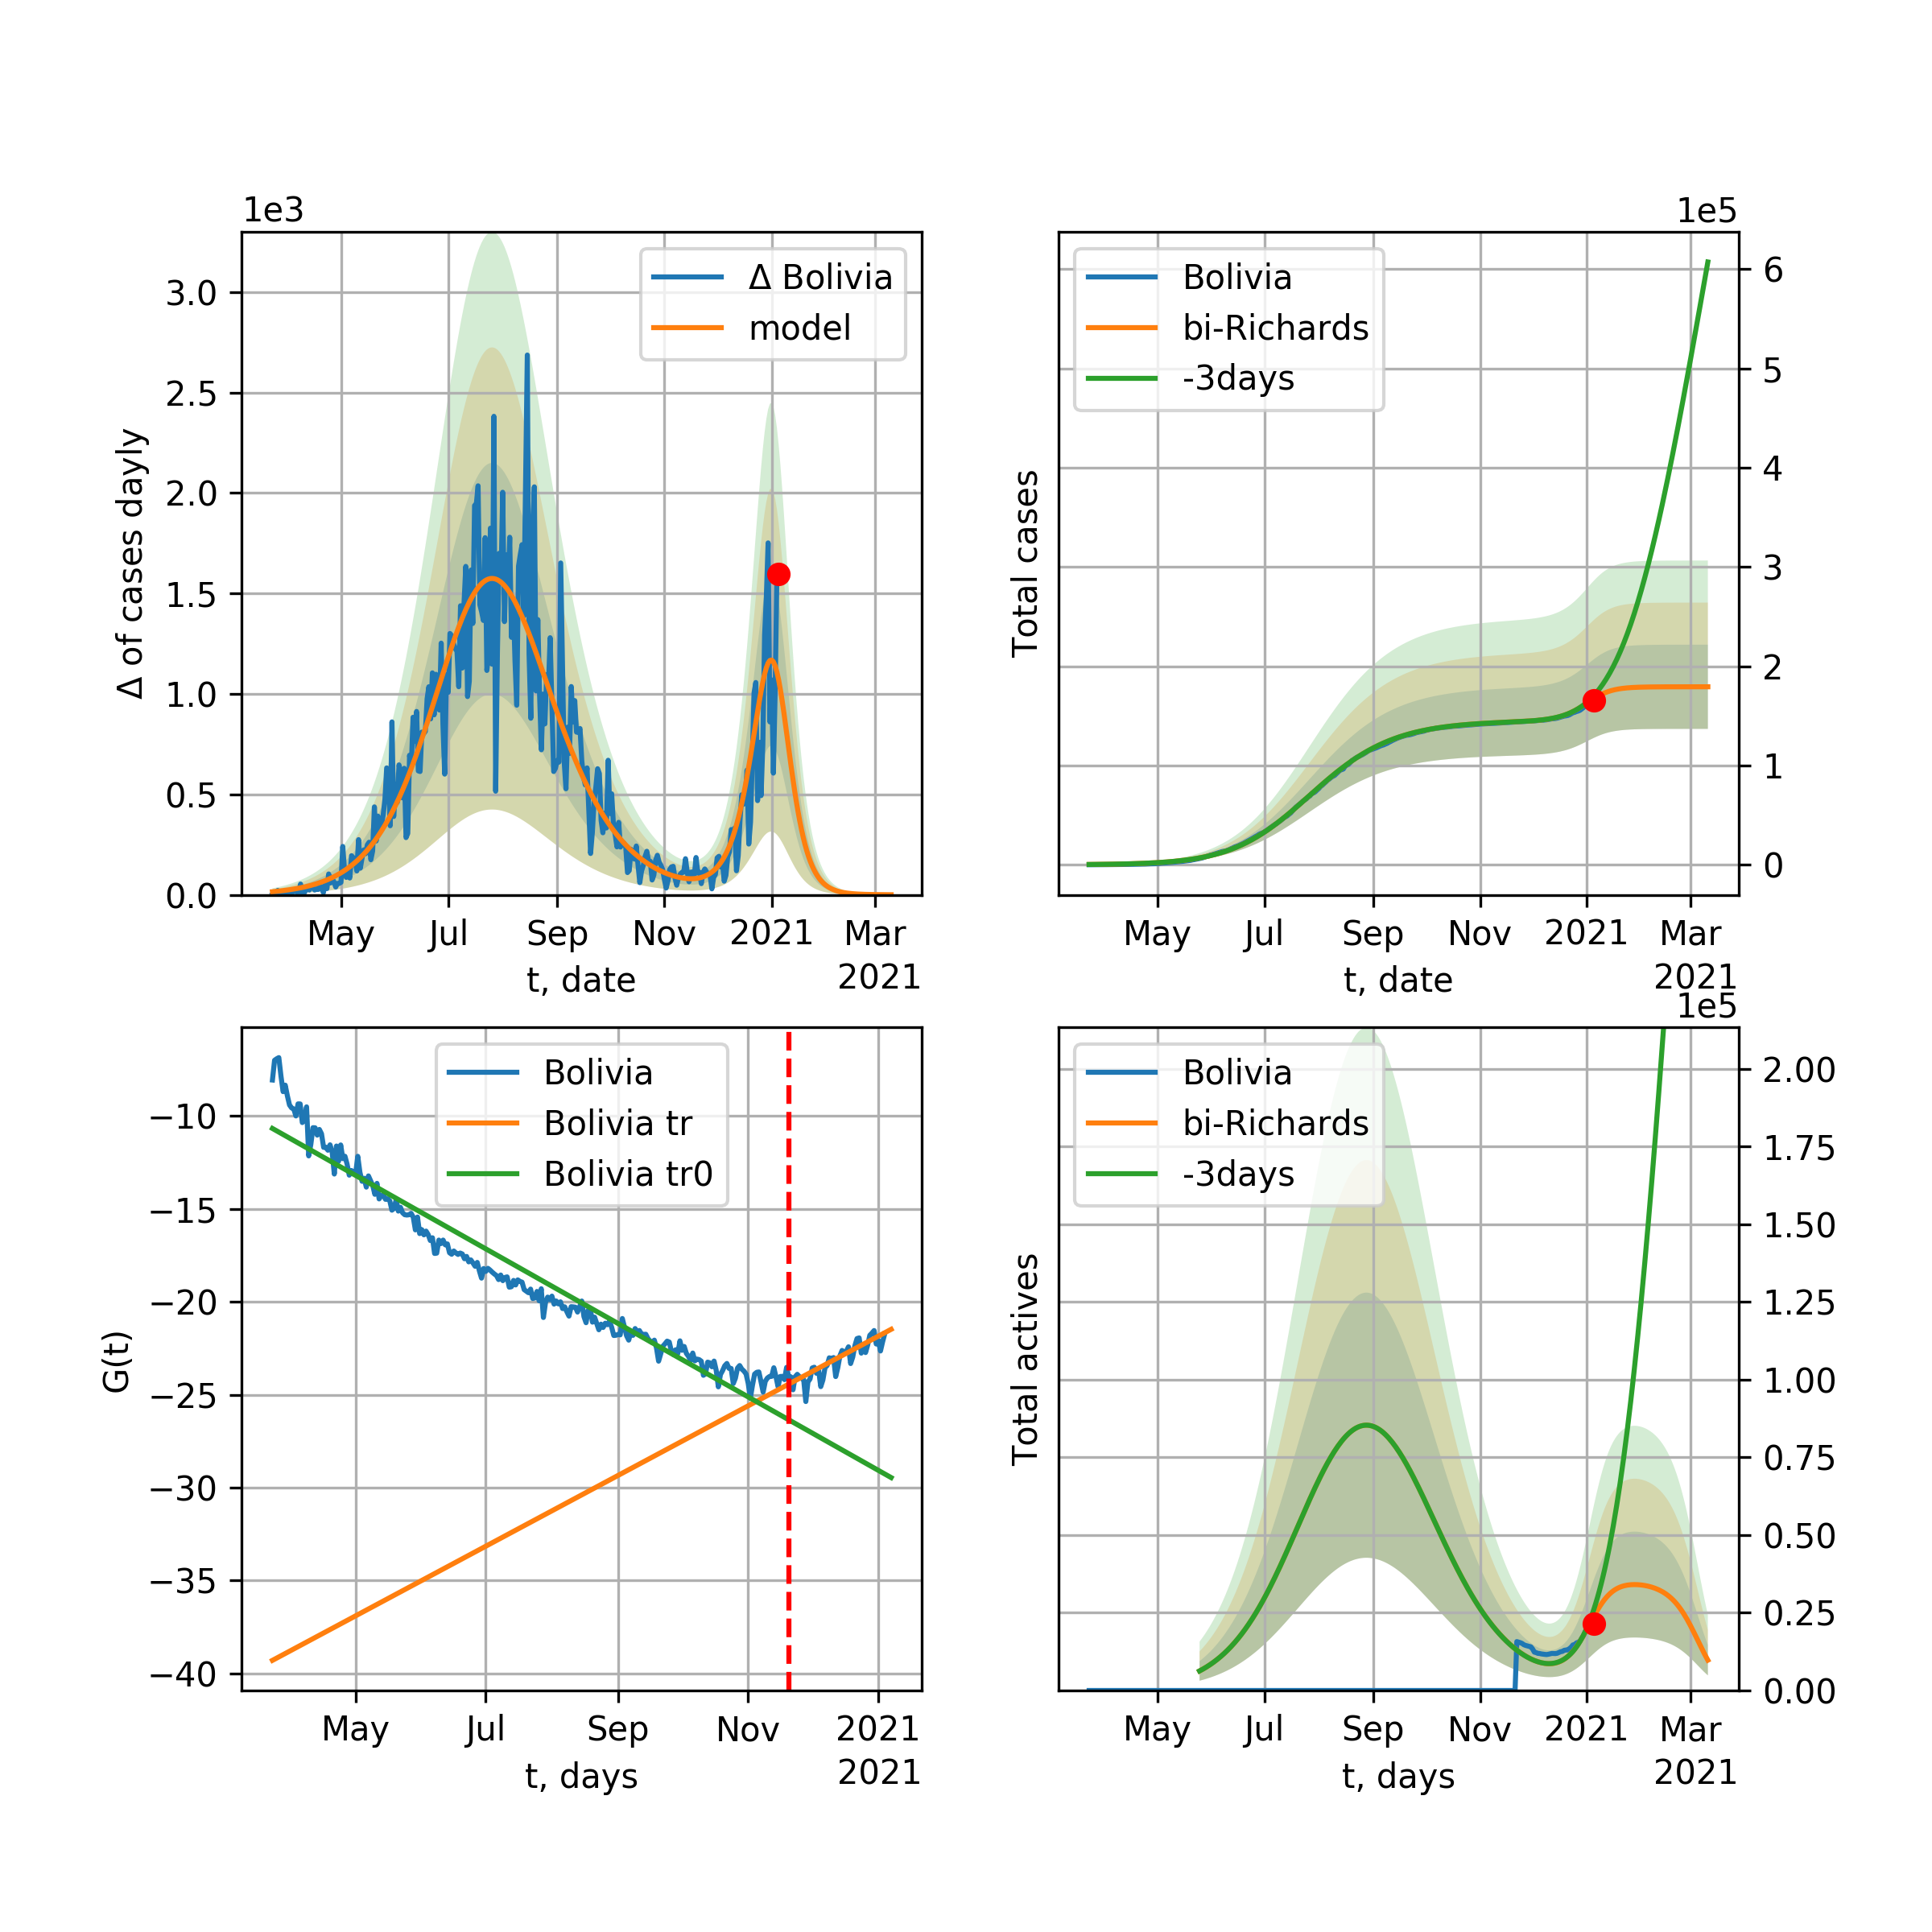 1e3
Δ of cases dayly
3.0
2.5
2.0
1.5
1.0
0.5
0.0
Δ Bolivia
model
May Jul Sep Nov 2021 Mar
t, date
2021
1e5
Total cases
Bolivia
bi-Richards
-3days
6
5
4
3
2
1
0
May Jul Sep Nov 2021 Mar
t, date
2021
G(t)
−10
−15
−20
−25
−30
−35
−40
Bolivia
Bolivia tr
Bolivia tr0
May Jul Sep Nov 2021
t, days
2021
1e5
Total actives
Bolivia
bi-Richards
-3days
2.00
1.75
1.50
1.25
1.00
0.75
0.50
0.25
0.00
May Jul Sep Nov 2021 Mar
t, days
2021